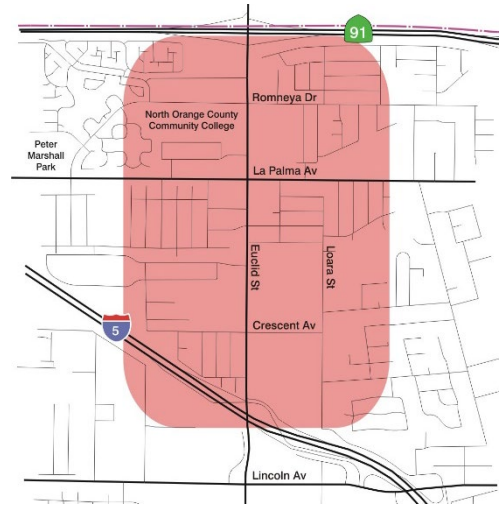 91
Romneya Dr
North Orange County
Community College
Peter
Marshall
Park
La Palma Av
Euclid St
Loara St
Crescent Av
5
Lincoln Av